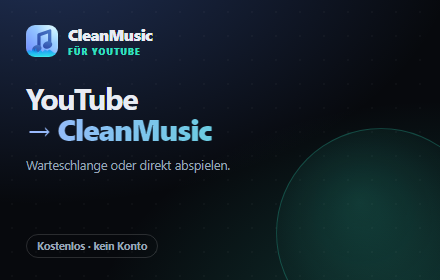 CleanMusic
FÜR YOUTUBE
YouTube
→ CleanMusic
Warteschlange oder direkt abspielen.
Kostenlos · kein Konto